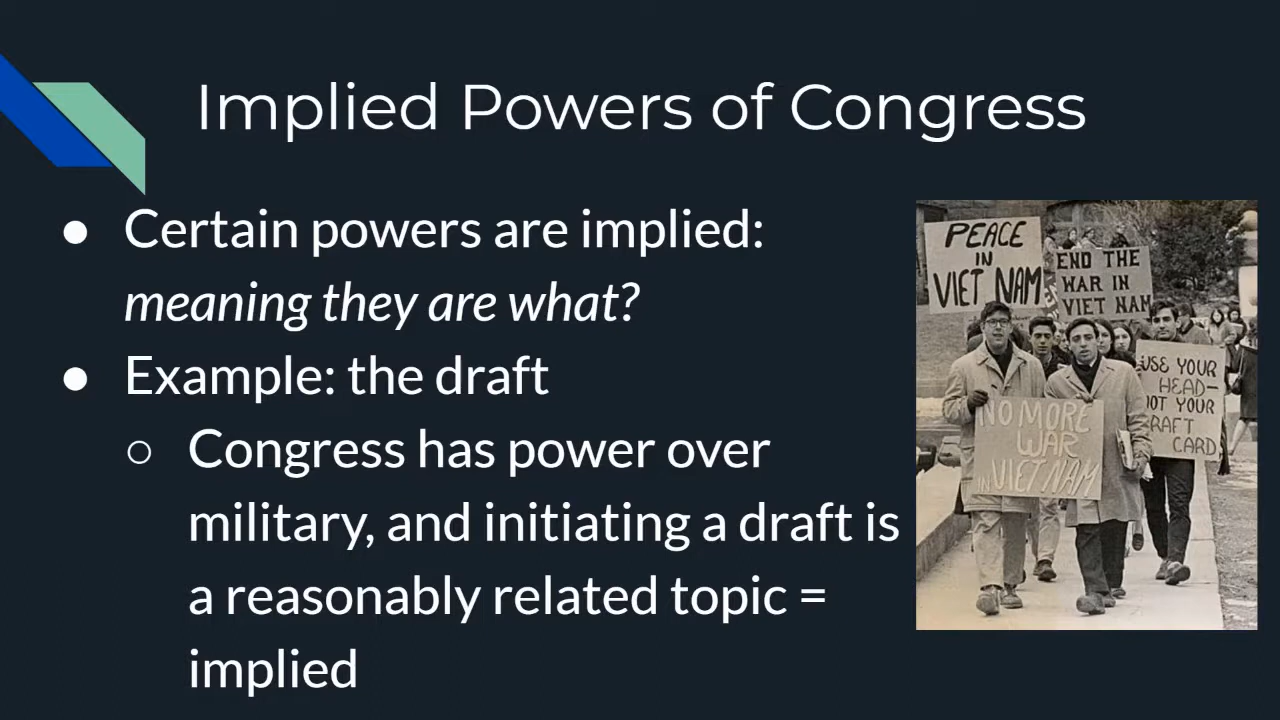 Implied Powers of Congress
● Certain powers are implied:
meaning they are what?
● Example: the draft
○ Congress has power over
military, and initiating a draft is
a reasonably related topic =
implied
PEACE
IN
VIET NAM
END THE
WAR IN
VIET NAM
NO MORE
WAR
IN VIETNAM
USE YOUR
HEAD—
NOT YOUR
DRAFT
CARD